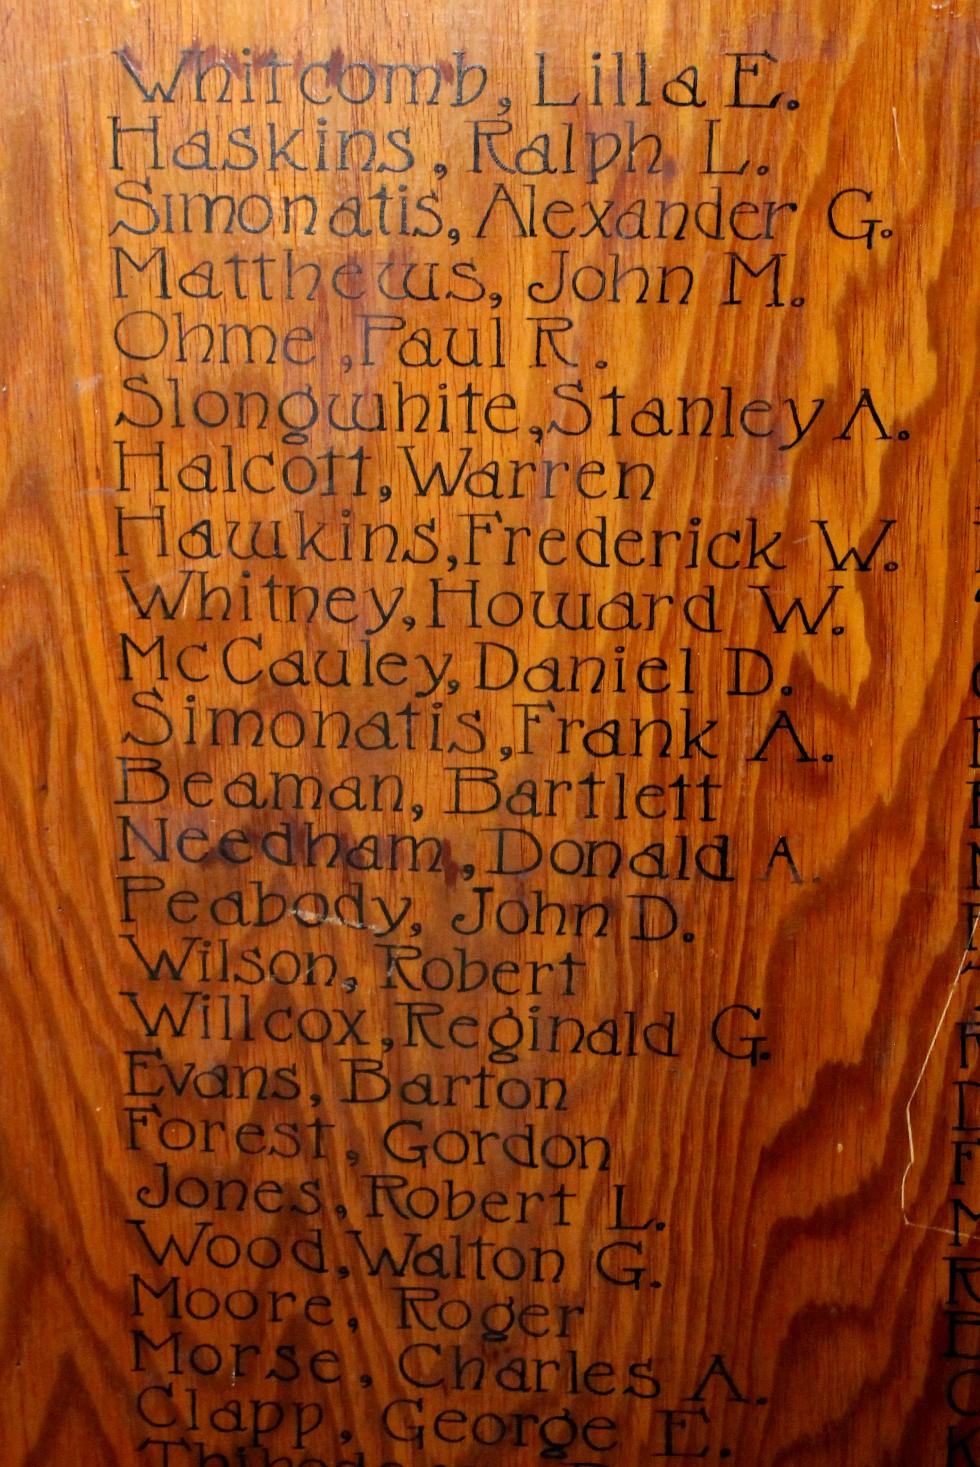 Whitcomb, Lilla E.
Haskins, Ralph L.
Simonatis, Alexander G.
Matthews, John M.
Ohme, Paul R.
Slongwhite, Stanley A.
Halcott, Warren
Hawkins, Frederick W.
Whitney, Howard W.
McCauley, Daniel D.
Simonatis, Frank A.
Beaman, Bartlett
Needham, Donald A.
Peabody, John D.
Wilson, Robert
Willcox, Reginald G.
Evans, Barton
Forest, Gordon
Jones, Robert L.
Wood, Walton G.
Moore, Roger
Morse, Charles A.
Clapp, George E.